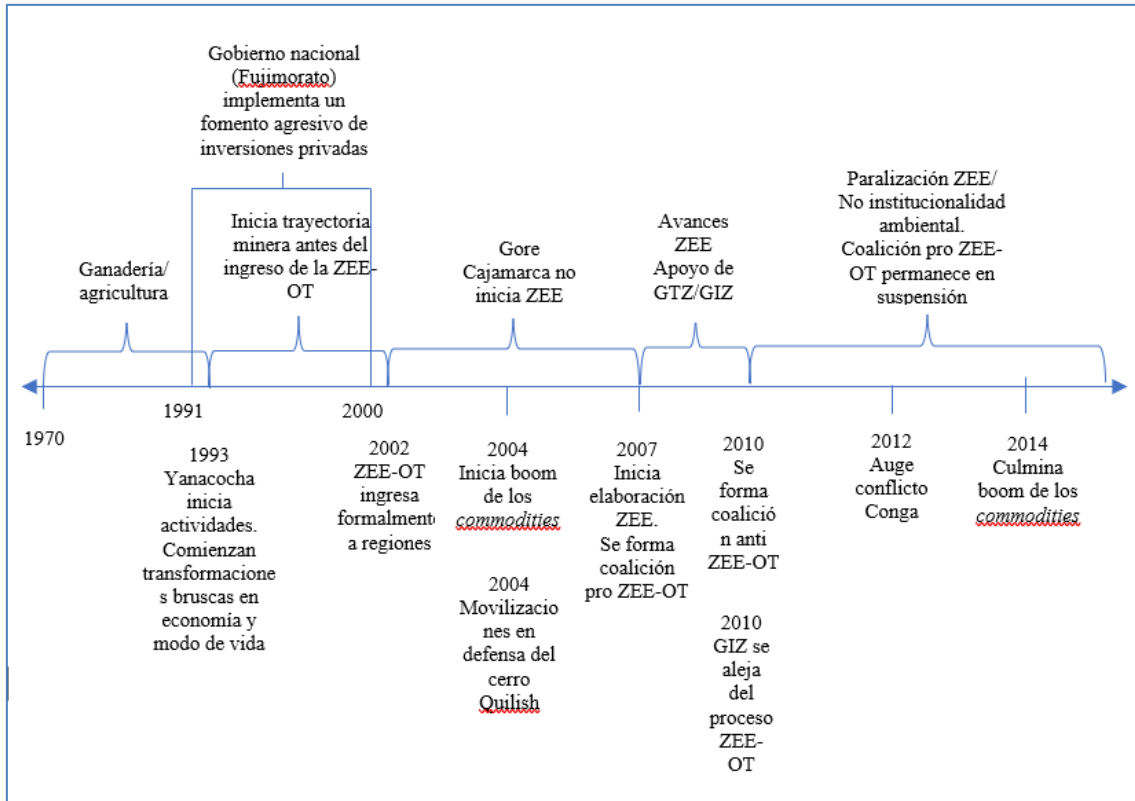 Gobierno nacional
(Fujimorato)
implementa un
fomento agresivo de
inversiones privadas
Ganadería/
agricultura
Inicia trayectoria
minera antes del
ingreso de la ZEE-
OT
Gore
Cajamarca no
inicia ZEE
Avances
ZEE
Apoyo de
GTZ/GIZ
Paralización ZEE/
No institucionalidad
ambiental.
Coalición pro ZEE-
OT permanece en
suspensión
1970
1991
1993
Yanacocha
inicia
actividades.
Comienzan
transformacione
s bruscas en
economía y
modo de vida
2000
2002
ZEE-OT
ingresa
formalment
a regiones
2004
Inicia boom
de los
commodities
2004
Movilizacio
nes en
defensa del
cerro
Quilish
2007
Inicia
elaboración
ZEE.
Se forma
coalición
pro ZEE-OT
2010
Se
forma
coalició
n anti
ZEE-OT
2010
GIZ se
aleja
del
proceso
ZEE-
OT
2012
Auge
conflicto
Conga
2014
Culmina
boom de los
commodities